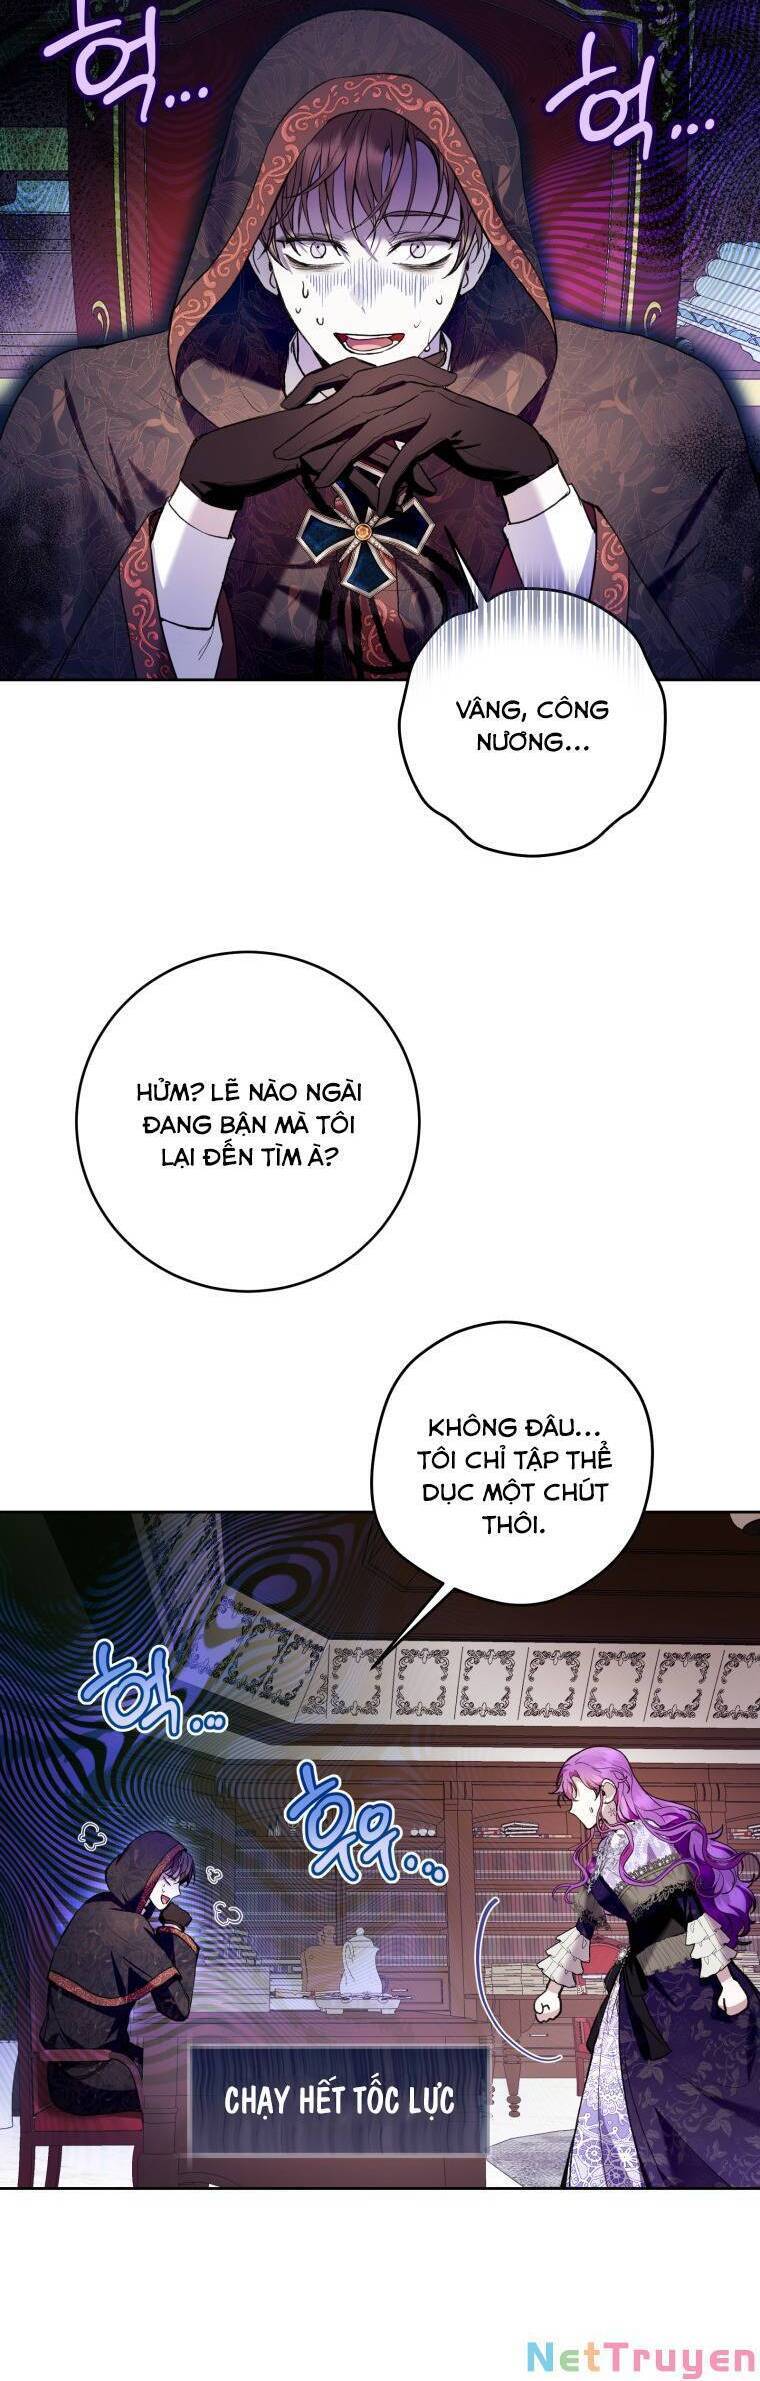 헉...
헉...
VÂNG, CÔNG
NƯƠNG...
HỬM? LẼ NÀO NGÀI
ĐANG BẬN MÀ TÔI
LẠI ĐẾN TÌM À?
KHÔNG ĐÂU...
TÔI CHỈ TẬP THỂ
DỤC MỘT CHÚT
THÔI.
헉...
후우...
CHẠY HẾT TỐC LỰC
NetTruyen